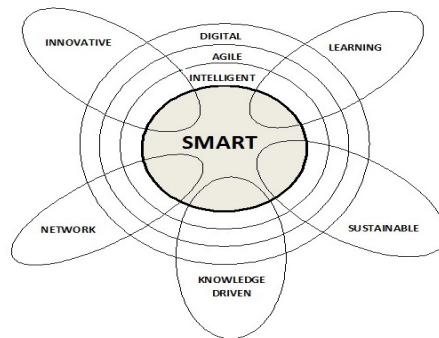 DIGITAL
INNOVATIVE
LEARNING
AGILE
INTELLIGENT
SMART
NETWORK
SUSTAINABLE
KNOWLEDGE
DRIVEN